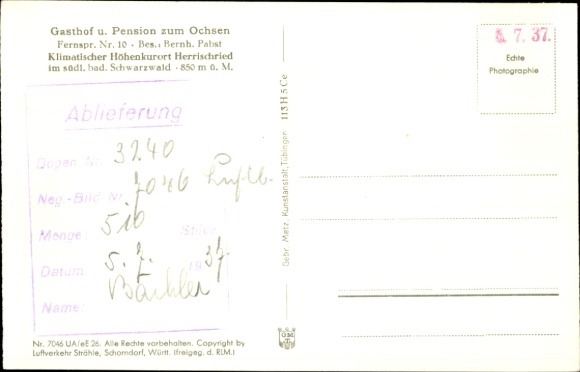 Gasthof u. Pension zum Ochsen
Fernspr. Nr. 10 - Bes.: Bernh. Pabst
Klimatischer Höhenkurort Herrischried
im südl. bad. Schwarzwald - 850 m ü. M.
Ablieferung
Bogen Nr. 3240
Neg.-Bild Nr. 7046 Luftb.
Menge: 510 Stück
Datum: 5. 7. 1937
Name: Bächler
Nr. 7046 UA/eE 26. Alle Rechte vorbehalten. Copyright by
Luftverkehr Strähle, Schorndorf, Württ. (freigeg. d. RLM.)
Gebr. Metz, Kunstanstalt, Tübingen 113 H 5 Ce
7. 37.
Echte
Photographie